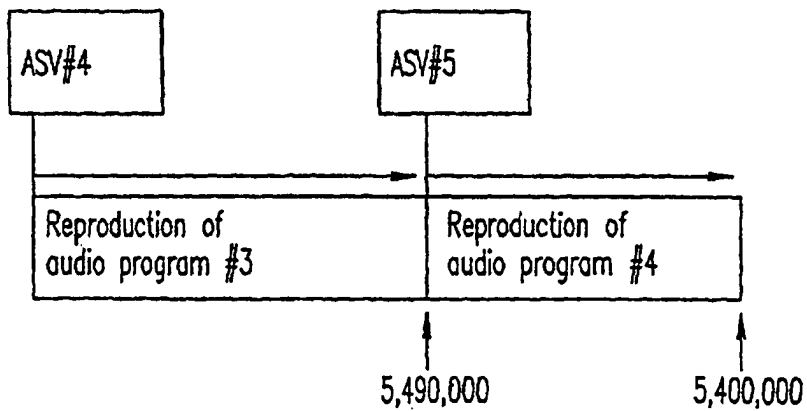 ASV#4
ASV#5
Reproduction of
audio program #3
Reproduction of
audio program #4
5,490,000
5,400,000